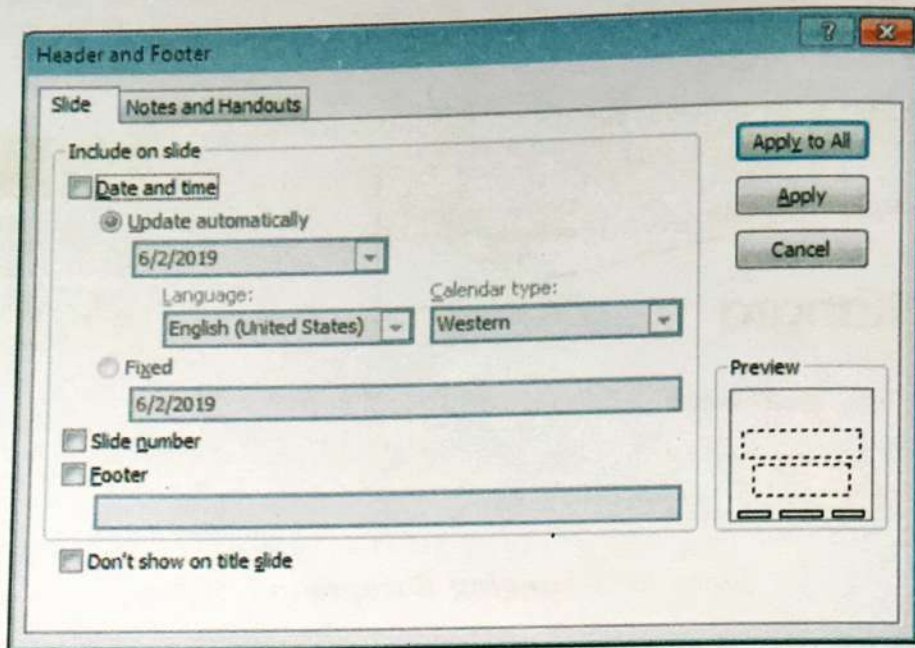 Header and Footer
Slide
Notes and Handouts
Include on slide
Date and time
Update automatically
6/2/2019
Language:
Calendar type:
English (United States)
Western
Fixed
6/2/2019
Slide number
Footer
Don't show on title slide
Apply to All
Apply
Cancel
Preview